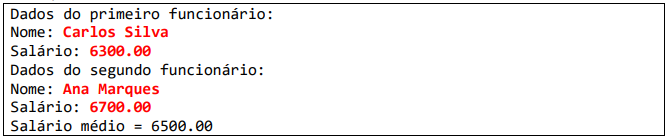 Dados do primeiro funcionário:
Nome: Carlos Silva
Salário: 6300.00
Dados do segundo funcionário:
Nome: Ana Marques
Salário: 6700.00
Salário médio = 6500.00